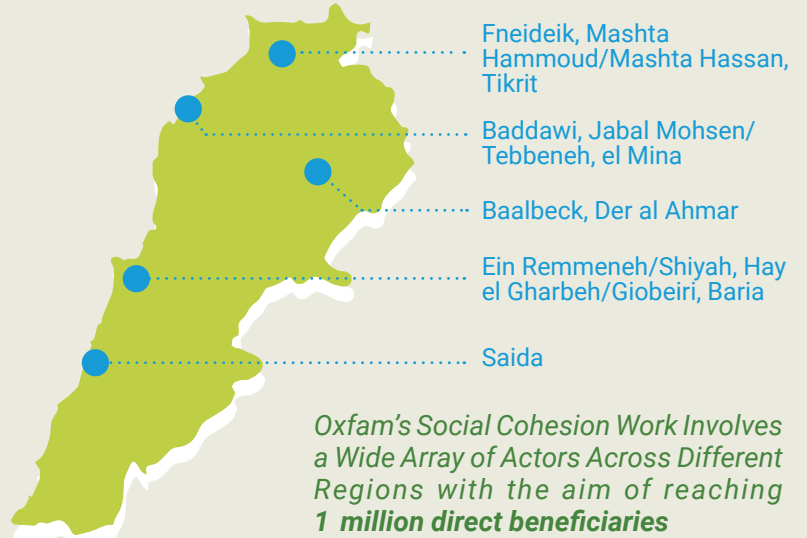 Fneideik, Mashta
Hammoud/Mashta Hassan,
Tikrit
Baddawi, Jabal Mohsen/
Tebbeneh, el Mina
Baalbeck, Der al Ahmar
Ein Remmeneh/Shiyah, Hay
el Gharbeh/Giobeiri, Baria
Saida
Oxfam's Social Cohesion Work Involves
a Wide Array of Actors Across Different
Regions with the aim of reaching
1 million direct beneficiaries